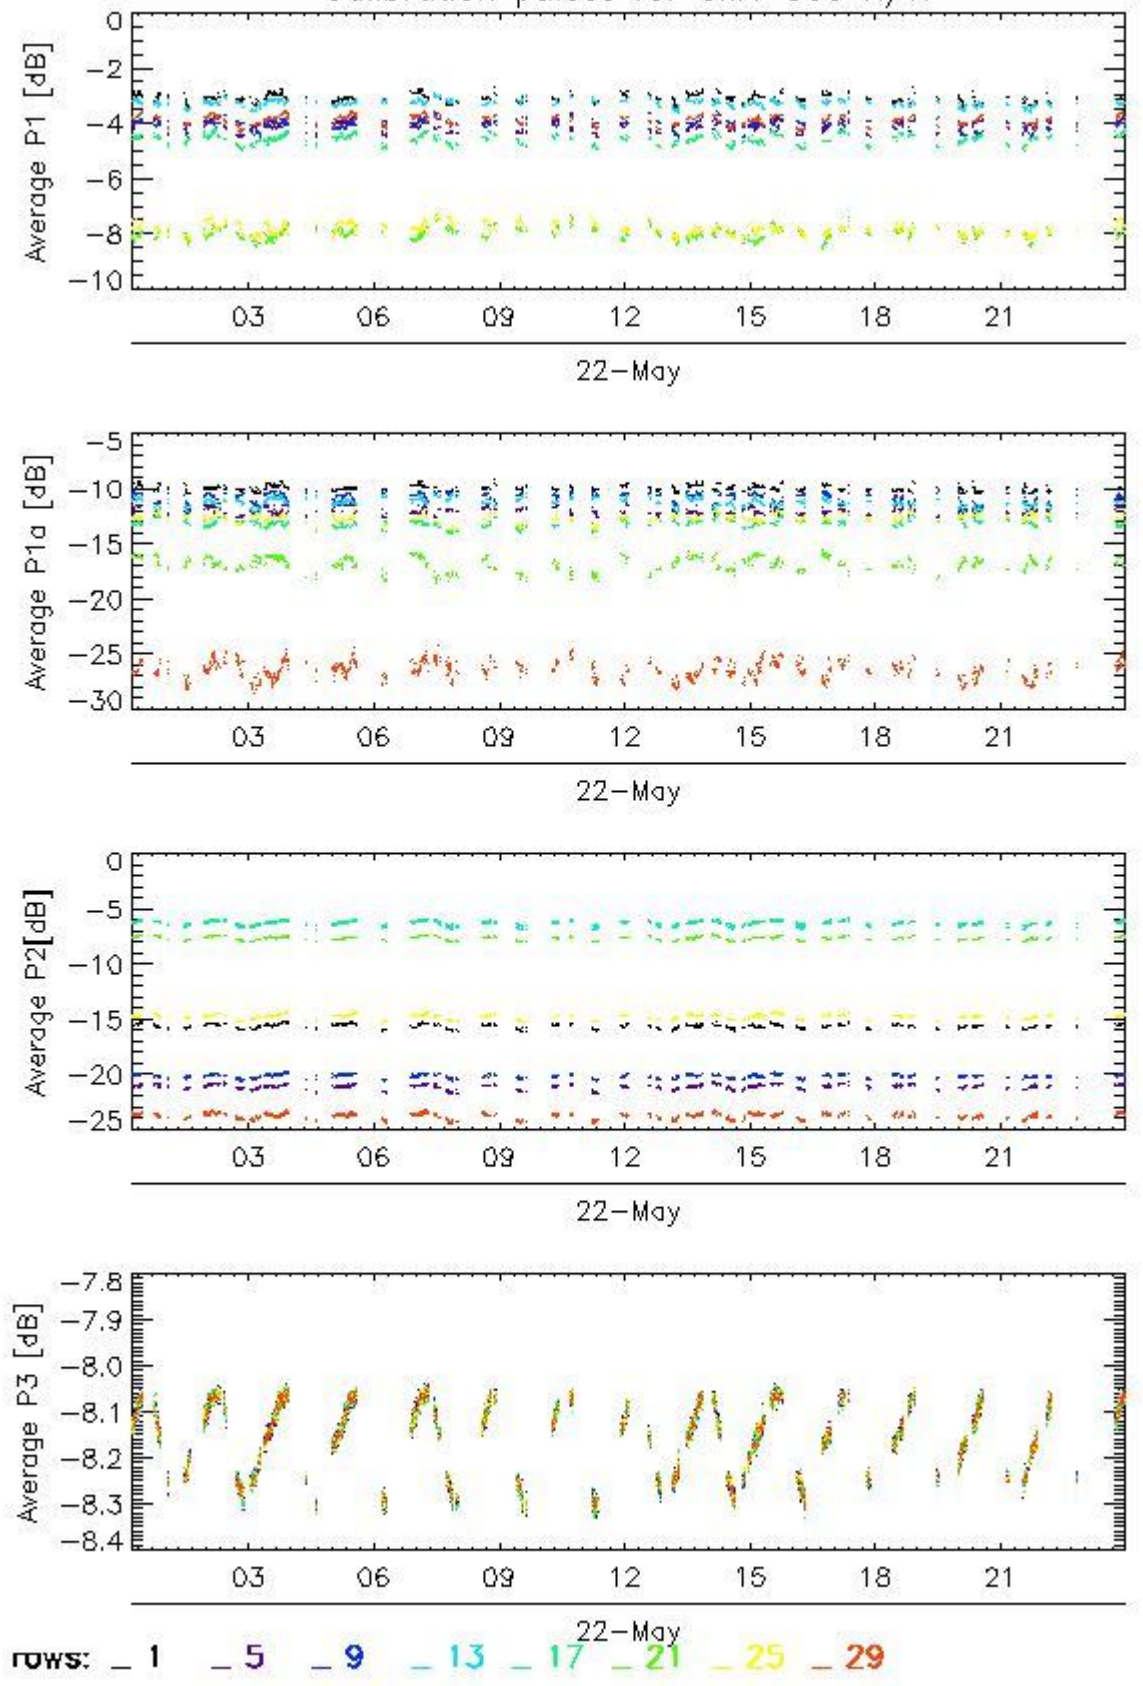 0
-2
-4
-6
-8
-10
Average P1 [dB]
03 06 09 12 15 18 21
22-May
-5
-10
-15
-20
-25
-30
Average P1a [dB]
03 06 09 12 15 18 21
22-May
0
-5
-10
-15
-20
-25
Average P2[dB]
03 06 09 12 15 18 21
22-May
-7.8
-7.9
-8.0
-8.1
-8.2
-8.3
-8.4
Average P3 [dB]
03 06 09 12 15 18 21
22-May
rows: _ 1 _ 5 _ 9 _ 13 _ 17 _ 21 _ 25 _ 29